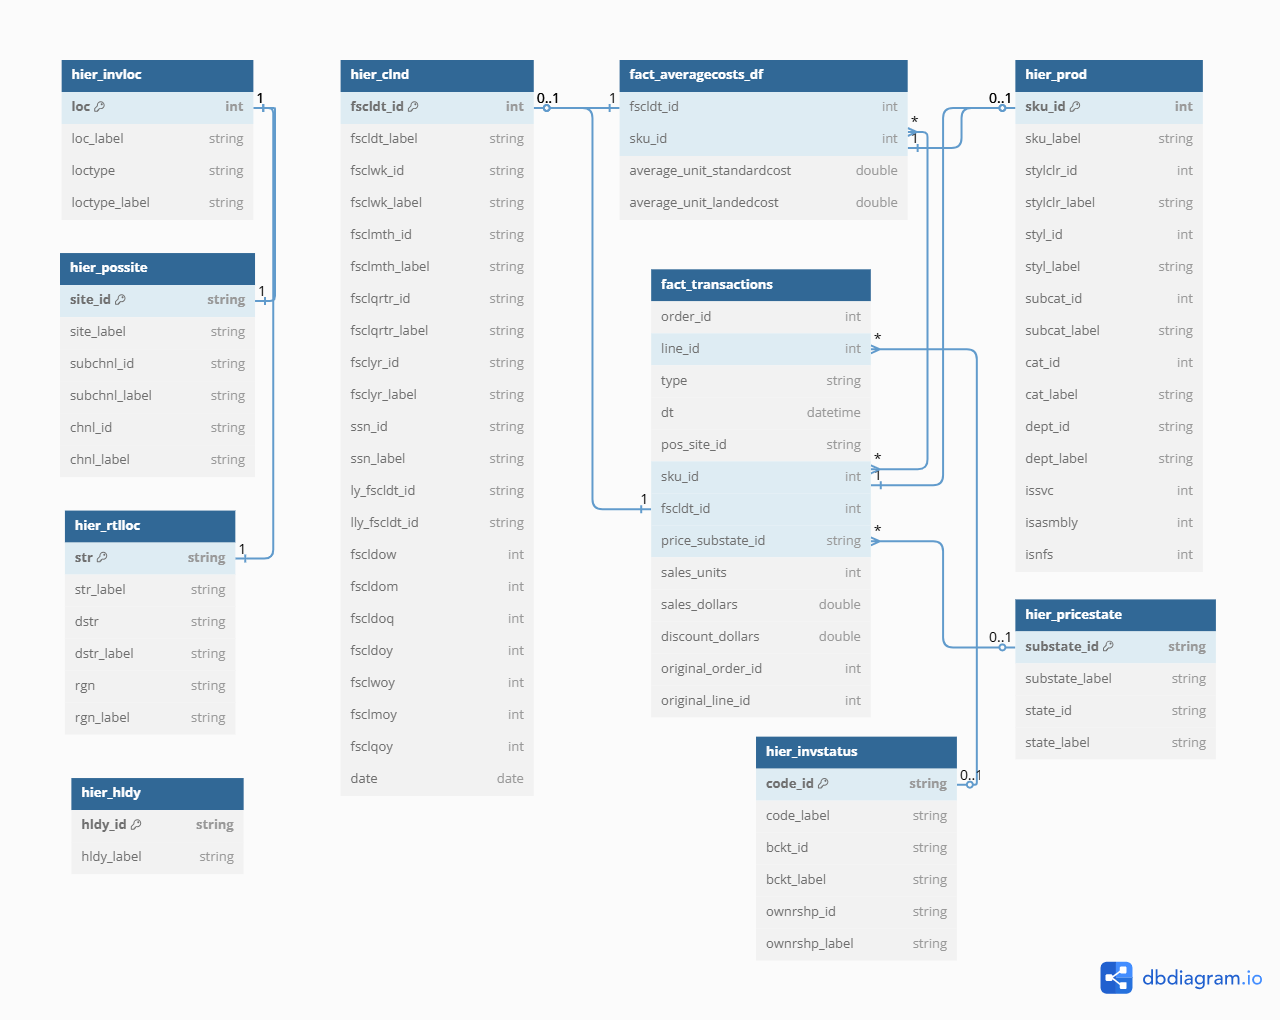 hier_invloc
loc int
loc_label string
loctype string
loctype_label string
1
hier_possite
site_id string
site_label string
subchnl_id string
subchnl_label string
chnl_id string
chnl_label string
1
hier_rtlloc
str string
str_label string
dstr string
dstr_label string
rgn string
rgn_label string
1
hier_hldy
hldy_id string
hldy_label string
hier_clnd
fscldt_id int
fscldt_label string
fsclwk_id string
fsclwk_label string
fsclmth_id string
fsclmth_label string
fsclqrtr_id string
fsclqrtr_label string
fsclyr_id string
fsclyr_label string
ssn_id string
ssn_label string
ly_fscldt_id string
lly_fscldt_id string
fscldow int
fscldom int
fscldoq int
fscldoy int
fsclwoy int
fsclmoy int
fsclqoy int
date date
0..1
1
fact_averagecosts_df
fscldt_id int
sku_id int
average_unit_standardcost double
average_unit_landedcost double
*
1
fact_transactions
order_id int
line_id int
type string
dt datetime
pos_site_id string
sku_id int
fscldt_id int
price_substate_id string
sales_units int
sales_dollars double
discount_dollars double
original_order_id int
original_line_id int
*
*
1
1
*
hier_invstatus
code_id string
code_label string
bckt_id string
bckt_label string
ownrshp_id string
ownrshp_label string
0..1
hier_prod
sku_id int
sku_label string
stylclr_id int
stylclr_label string
styl_id int
styl_label string
subcat_id int
subcat_label string
cat_id int
cat_label string
dept_id string
dept_label string
issvc int
isasmbly int
isnfs int
0..1
hier_pricestate
substate_id string
substate_label string
state_id string
state_label string
0..1
dbdiagram.io